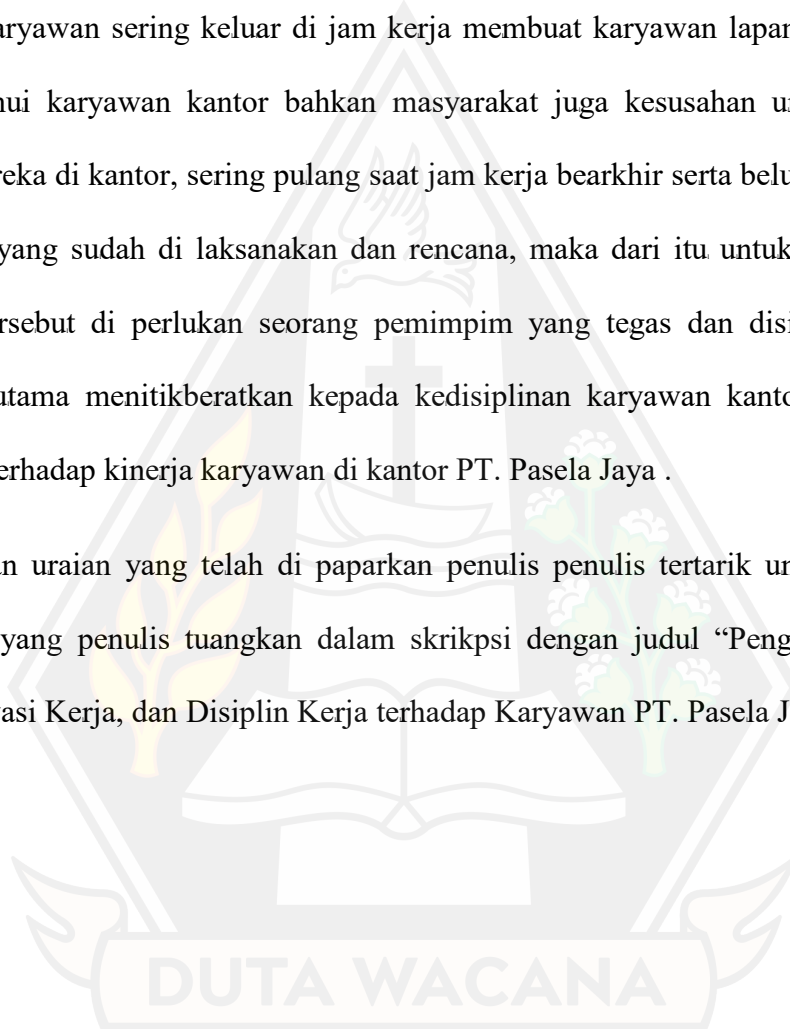 aryawan sering keluar di jam kerja membuat karyawan lapan
nui karyawan kantor bahkan masyarakat juga kesusahan u
reka di kantor, sering pulang saat jam kerja bearkhir serta belu
yang sudah di laksanakan dan rencana, maka dari itu untuk
rsebut di perlukan seorang pemimpim yang tegas dan disi
utama menitikberatkan kepada kedisiplinan karyawan kanto
erhadap kinerja karyawan di kantor PT. Pasela Jaya .
an uraian yang telah di paparkan penulis penulis tertarik un
yang penulis tuangkan dalam skrikpsi dengan judul “Peng
asi Kerja, dan Disiplin Kerja terhadap Karyawan PT. Pasela J
DUTA WACANA